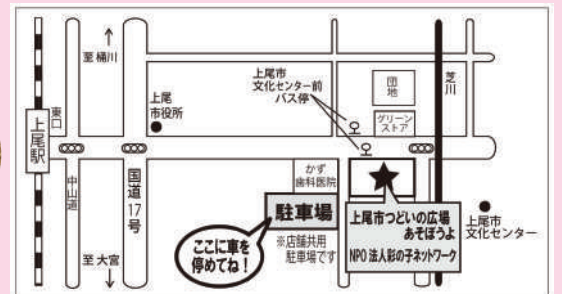 至 桶川
上尾市
文化センター前
バス停
団地
芝川
上尾
市役所
グリーン
ストア
東口
上尾駅
中山道
国道17号
かず
歯科医院
駐車場
※店舗共用
駐車場です
ここに車を
停めてね！
上尾市つどいの広場
あそぼうよ
NPO 法人彩の子ネットワーク
上尾市
文化センター
至 大宮